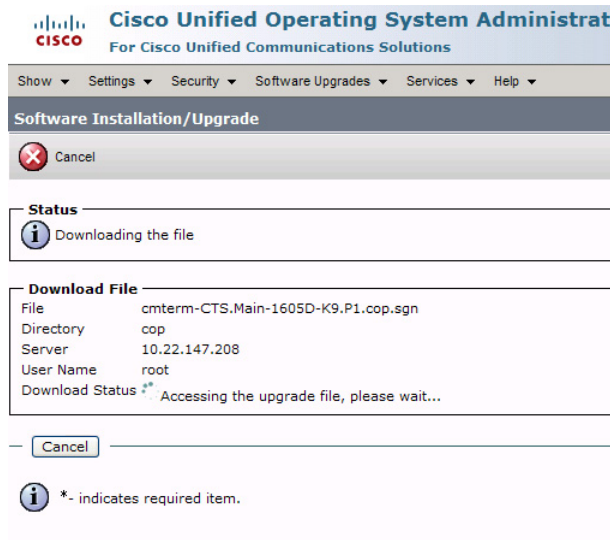 Cisco Unified Operating System Administrat
CISCO
For Cisco Unified Communications Solutions
Show Settings Security Software Upgrades Services Help
Software Installation/Upgrade
Cancel
Status
Downloading the file
Download File
File cmterm-CTS.Main-1605D-K9.P1.cop.sgn
Directory cop
Server 10.22.147.208
User Name root
Download Status Accessing the upgrade file, please wait...
Cancel
*- indicates required item.